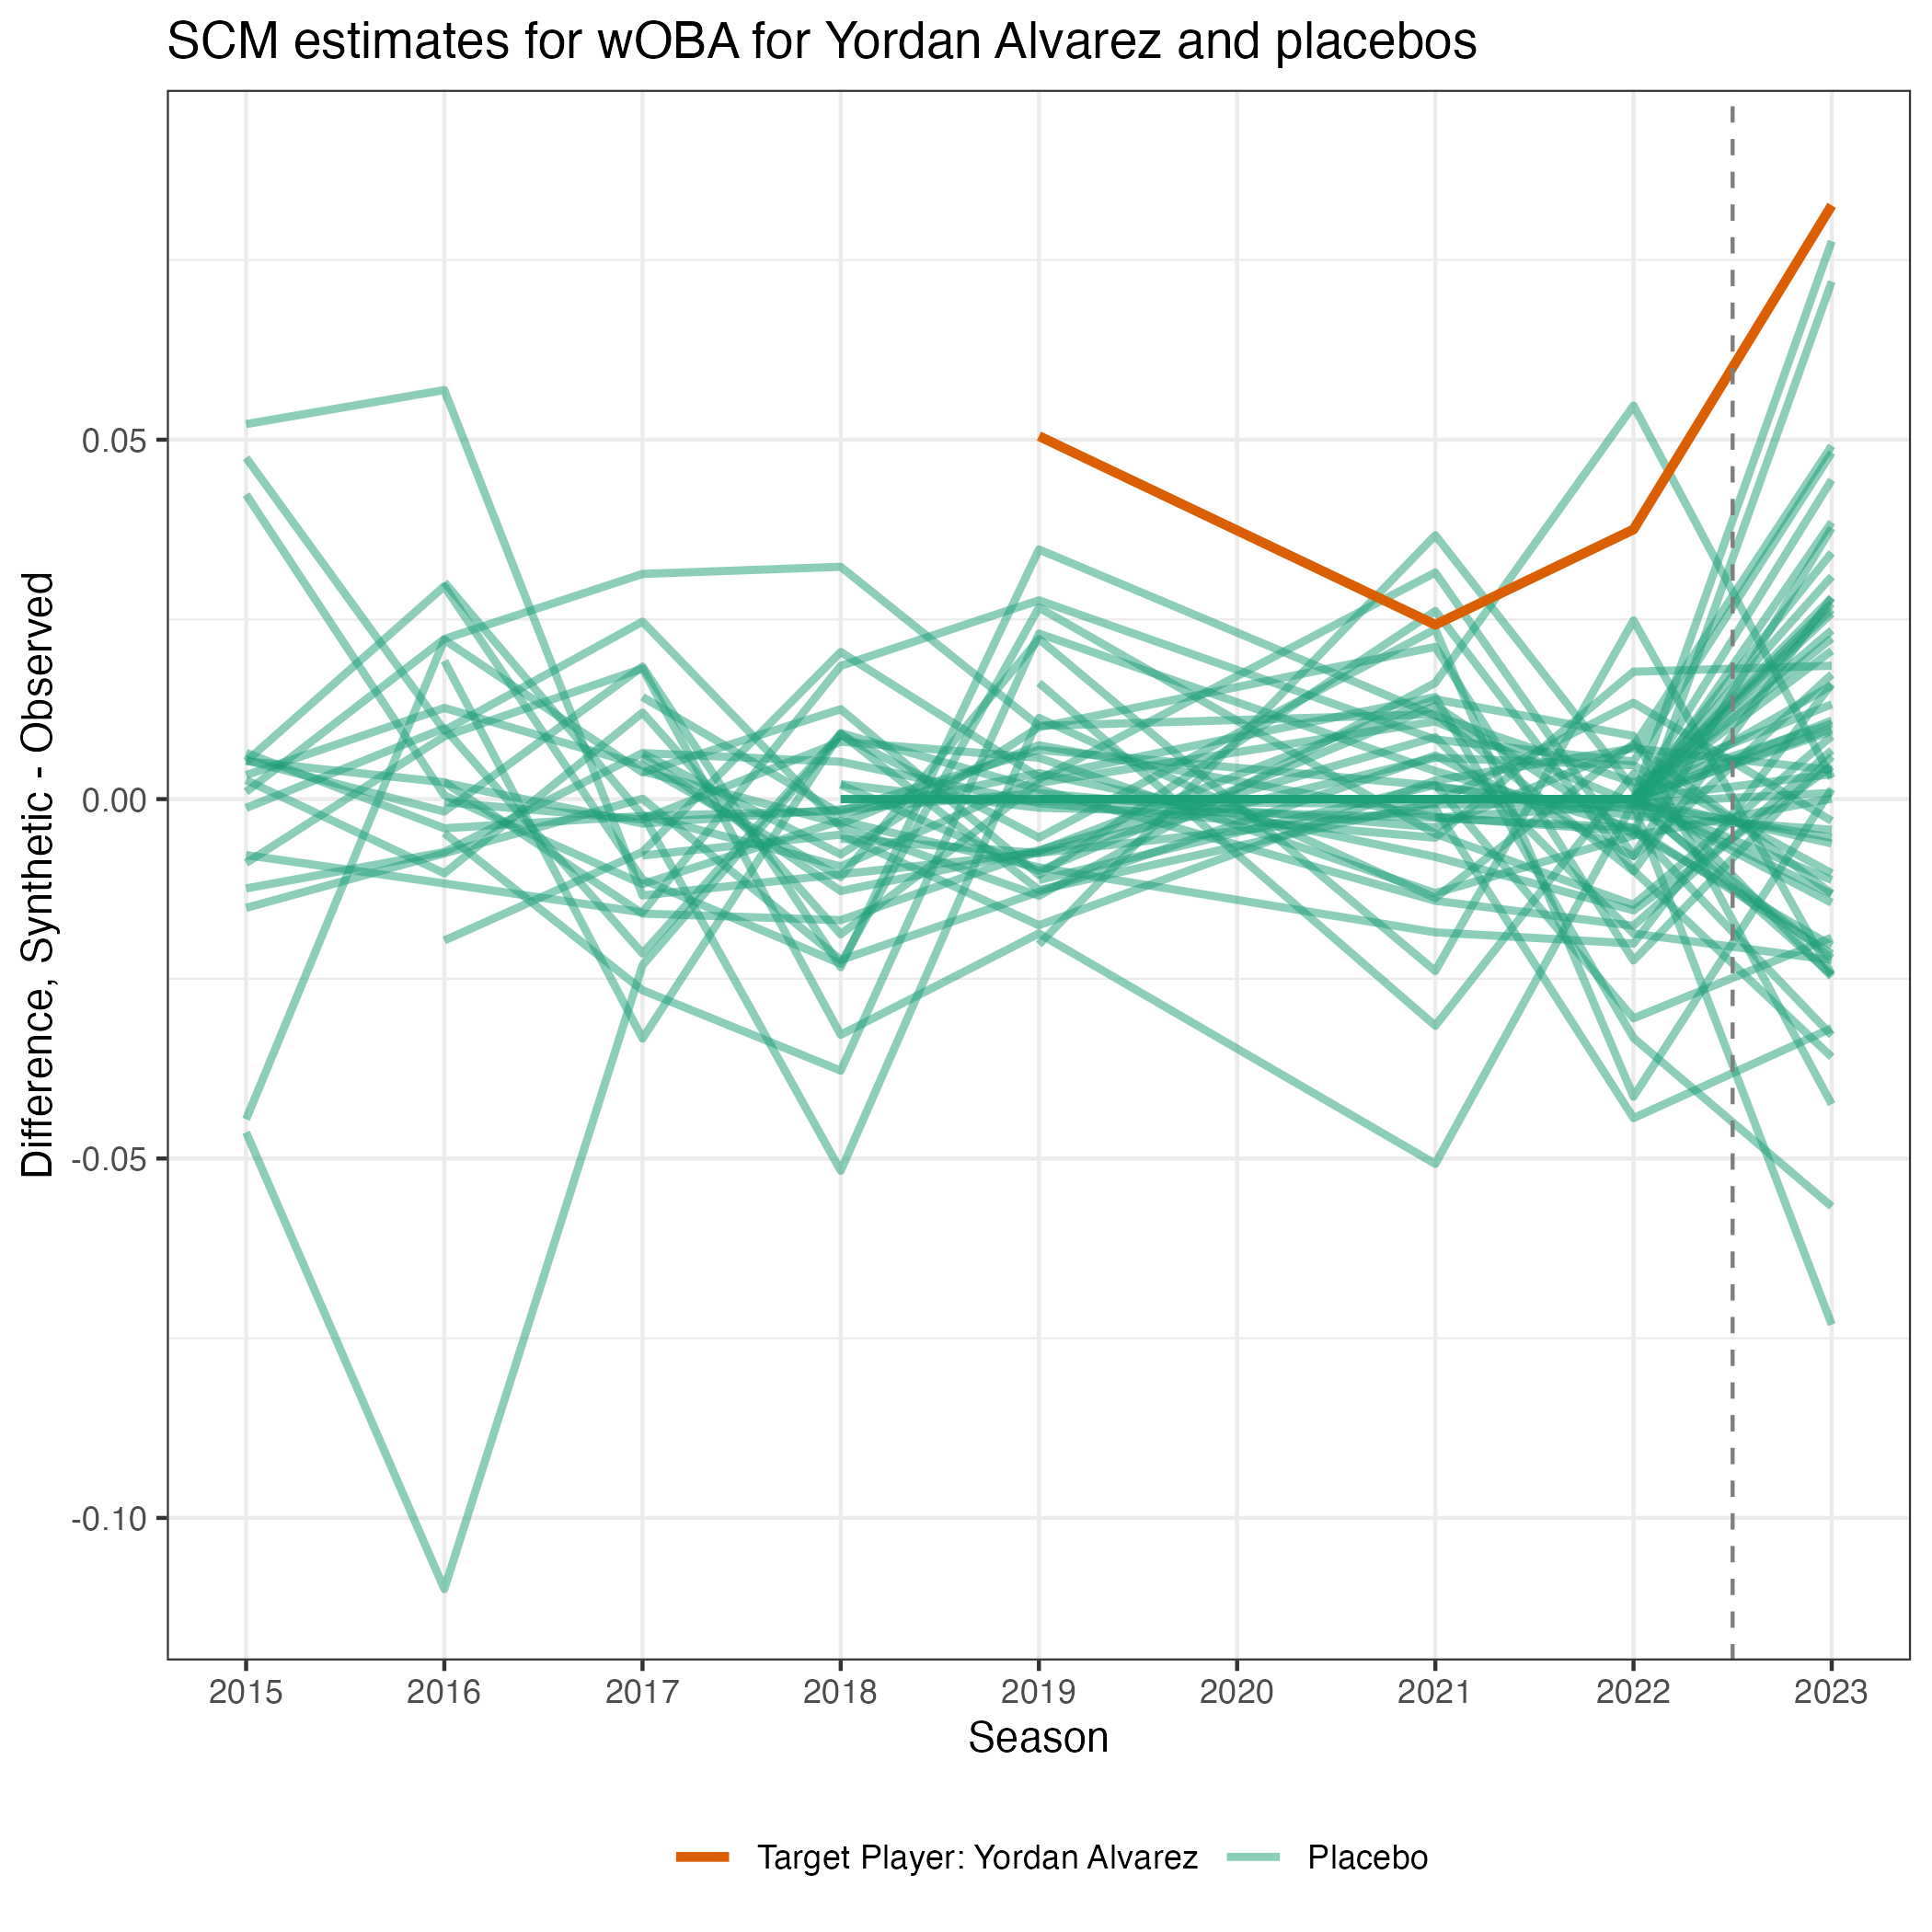 SCM estimates for wOBA for Yordan Alvarez and placebos
Difference, Synthetic - Observed
0.05
0.00
-0.05
-0.10
2015 2016 2017 2018 2019 2020 2021 2022 2023
Season
Target Player: Yordan Alvarez Placebo